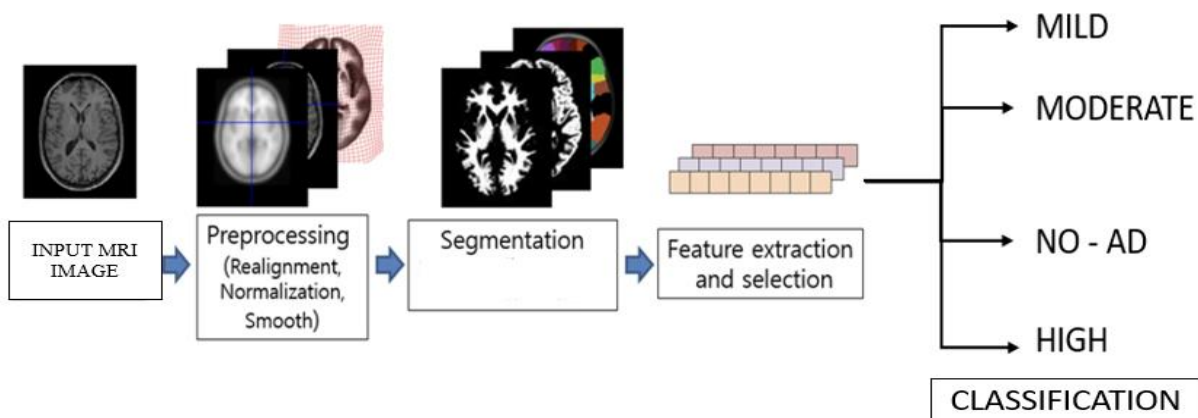 INPUT MRI
IMAGE
Preprocessing
(Realignment,
Normalization,
Smooth)
Segmentation
Feature extraction
and selection
MILD
MODERATE
NO - AD
HIGH
CLASSIFICATION